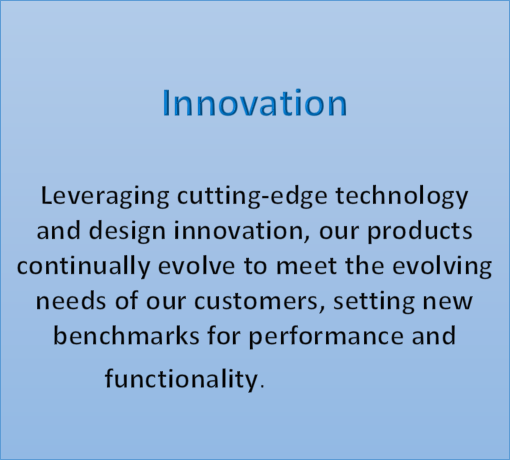 Innovation
Leveraging cutting-edge technology
and design innovation, our products
continually evolve to meet the evolving
needs of our customers, setting new
benchmarks for performance and
functionality.